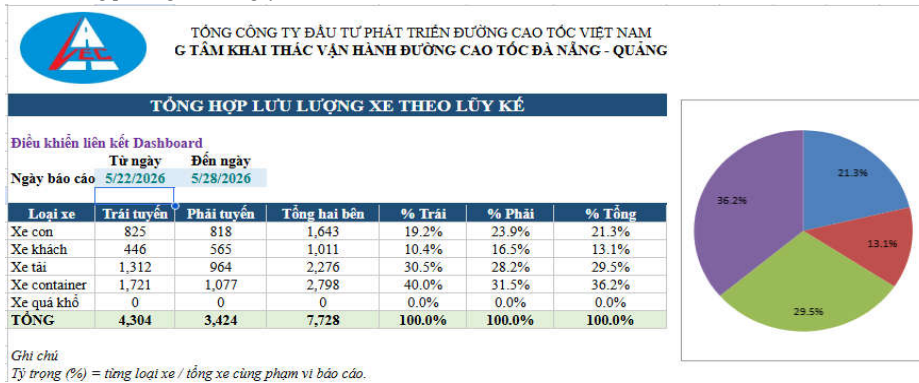 TỔNG CÔNG TY ĐẦU TƯ PHÁT TRIỂN ĐƯỜNG CAO TỐC VIỆT NAM
G TÂM KHAI THÁC VẬN HÀNH ĐƯỜNG CAO TỐC ĐÀ NẴNG - QUẢNG
VEC
TỔNG HỢP LƯU LƯỢNG XE THEO LŨY KẾ
Điều khiển liên kết Dashboard
Từ ngày Đến ngày
Ngày báo cáo 5/22/2026 5/28/2026
Loại xe Trái tuyến Phải tuyến Tổng hai bên % Trái % Phải % Tổng
Xe con 825 818 1,643 19.2% 23.9% 21.3%
Xe khách 446 565 1,011 10.4% 16.5% 13.1%
Xe tải 1,312 964 2,276 30.5% 28.2% 29.5%
Xe container 1,721 1,077 2,798 40.0% 31.5% 36.2%
Xe quá khổ 0 0 0 0.0% 0.0% 0.0%
TỔNG 4,304 3,424 7,728 100.0% 100.0% 100.0%
Ghi chú
Tỷ trọng (%) = từng loại xe / tổng xe cùng phạm vi báo cáo.
21.3%
36.2%
13.1%
29.5%